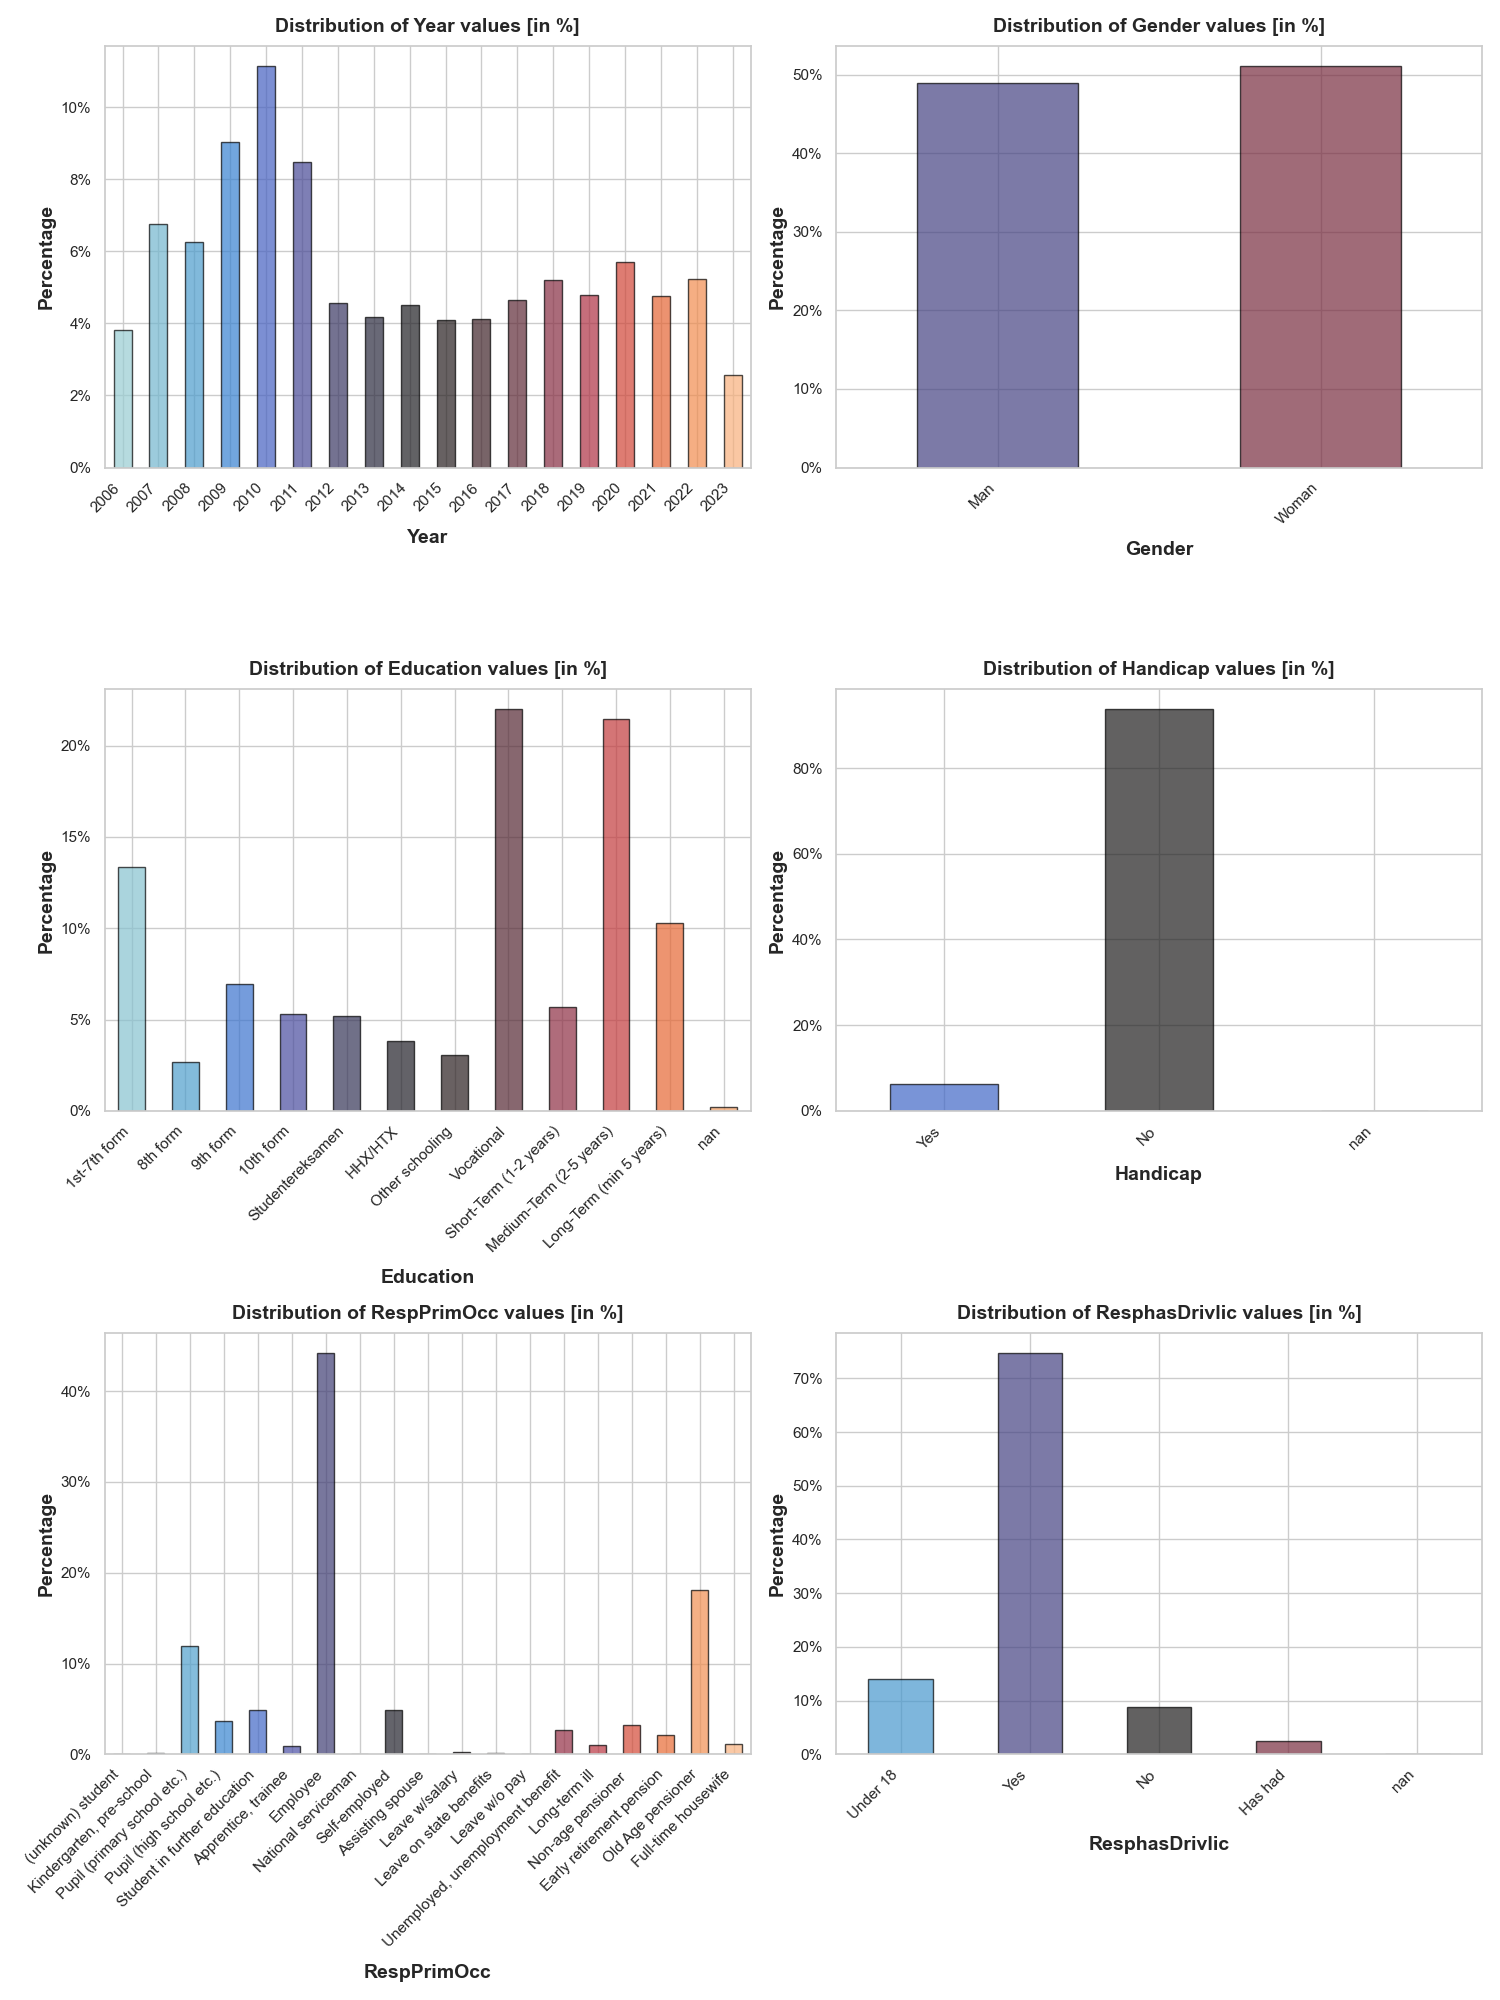 Distribution of Year values [in %]
Percentage
10%
8%
6%
4%
2%
0%
2006
2007
2008
2009
2010
2011
2012
2013
2014
2015
2016
2017
2018
2019
2020
2021
2022
2023
Year
Distribution of Gender values [in %]
Percentage
50%
40%
30%
20%
10%
0%
Man
Woman
Gender
Distribution of Education values [in %]
Percentage
20%
15%
10%
5%
0%
1st-7th form
8th form
9th form
10th form
Studentereksamen
HHX/HTX
Other schooling
Vocational
Short-Term (1-2 years)
Medium-Term (2-5 years)
Long-Term (min 5 years)
nan
Education
Distribution of Handicap values [in %]
Percentage
80%
60%
40%
20%
0%
Yes
No
nan
Handicap
Distribution of RespPrimOcc values [in %]
Percentage
40%
30%
20%
10%
0%
(unknown) student
Kindergarten, pre-school
Pupil (primary school etc.)
Pupil (high school etc.)
Student in further education
Apprentice, trainee
Employee
National serviceman
Self-employed
Assisting spouse
Leave w/salary
Leave on state benefits
Leave w/o pay
Unemployed, unemployment benefit
Long-term ill
Non-age pensioner
Early retirement pension
Old Age pensioner
Full-time housewife
RespPrimOcc
Distribution of ResphasDrivlic values [in %]
Percentage
70%
60%
50%
40%
30%
20%
10%
0%
Under 18
Yes
No
Has had
nan
ResphasDrivlic